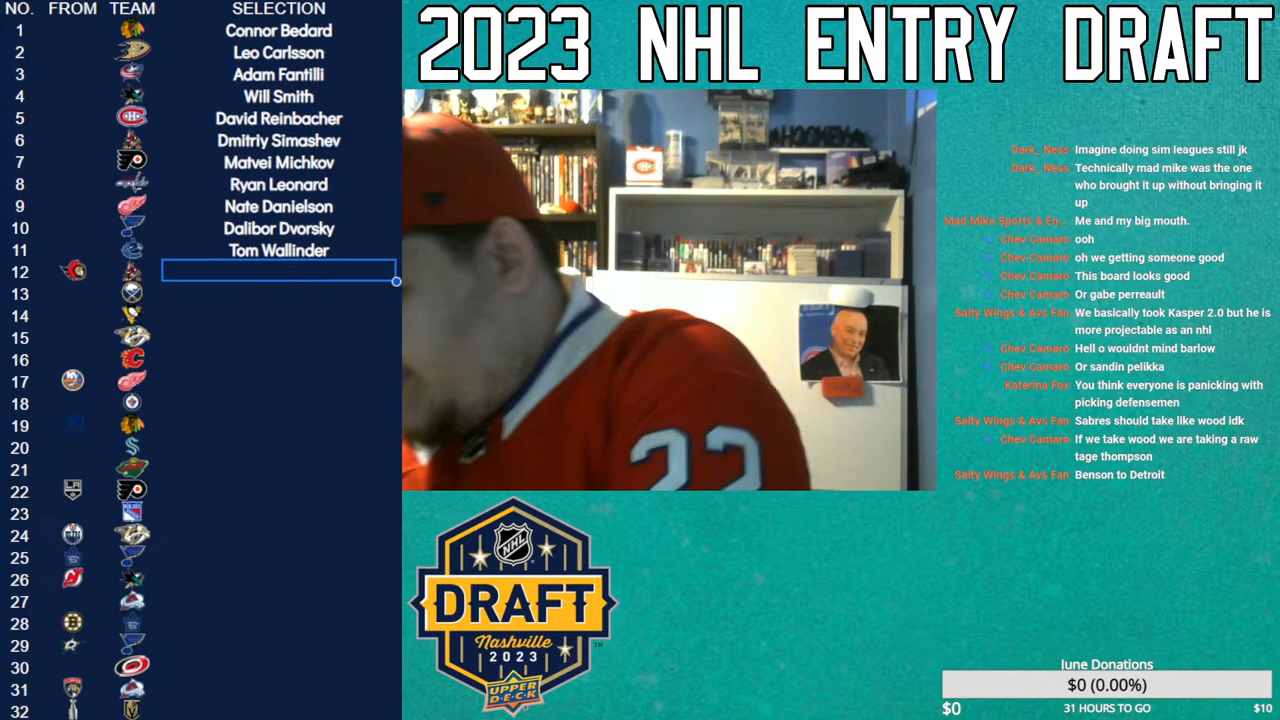 NO. FROM TEAM SELECTION
1 Connor Bedard
2 Leo Carlsson
3 Adam Fantilli
4 Will Smith
5 David Reinbacher
6 Dmitriy Simashev
7 Matvei Michkov
8 Ryan Leonard
9 Nate Danielson
10 Dalibor Dvorsky
11 Tom Wallinder
12
13
14
15
16
17
18
19
20
21
22
23
24
25
26
27
28
29
30
31
32
2023 NHL ENTRY DRAFT
HOCKEY
22
Dark_Ness Imagine doing sim leagues still jk
Dark_Ness Technically mad mike was the one
who brought it up without bringing it
up
Mad Mike Sports & En... Me and my big mouth.
Chev Camaro ooh
Chev Camaro oh we getting someone good
Chev Camaro This board looks good
Chev Camaro Or gabe perreault
Salty Wings & Avs Fan We basically took Kasper 2.0 but he is
more projectable as an nhl
Chev Camaro Hell o wouldnt mind barlow
Chev Camaro Or sandin pelikka
Katerina Fox You think everyone is panicking with
picking defensemen
Salty Wings & Avs Fan Sabres should take like wood idk
Chev Camaro If we take wood we are taking a raw
tage thompson
Salty Wings & Avs Fan Benson to Detroit
NHL
DRAFT
Nashville
2023
UPPER
DECK
June Donations
$0 (0.00%)
$0 31 HOURS TO GO $10